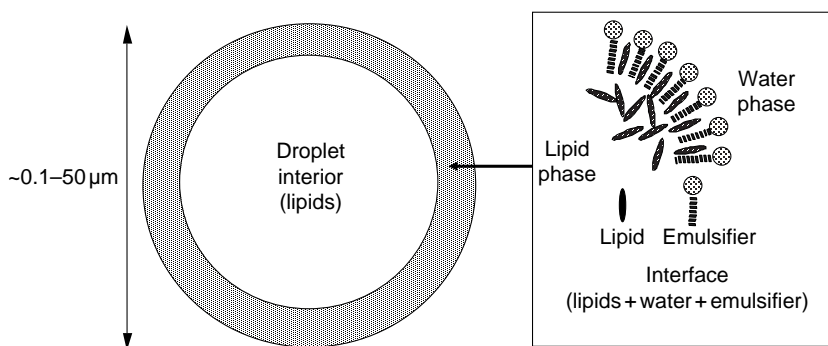 ~0.1–50 µm
Droplet
interior
(lipids)
Water
phase
Lipid
phase
Lipid
Emulsifier
Interface
(lipids + water + emulsifier)